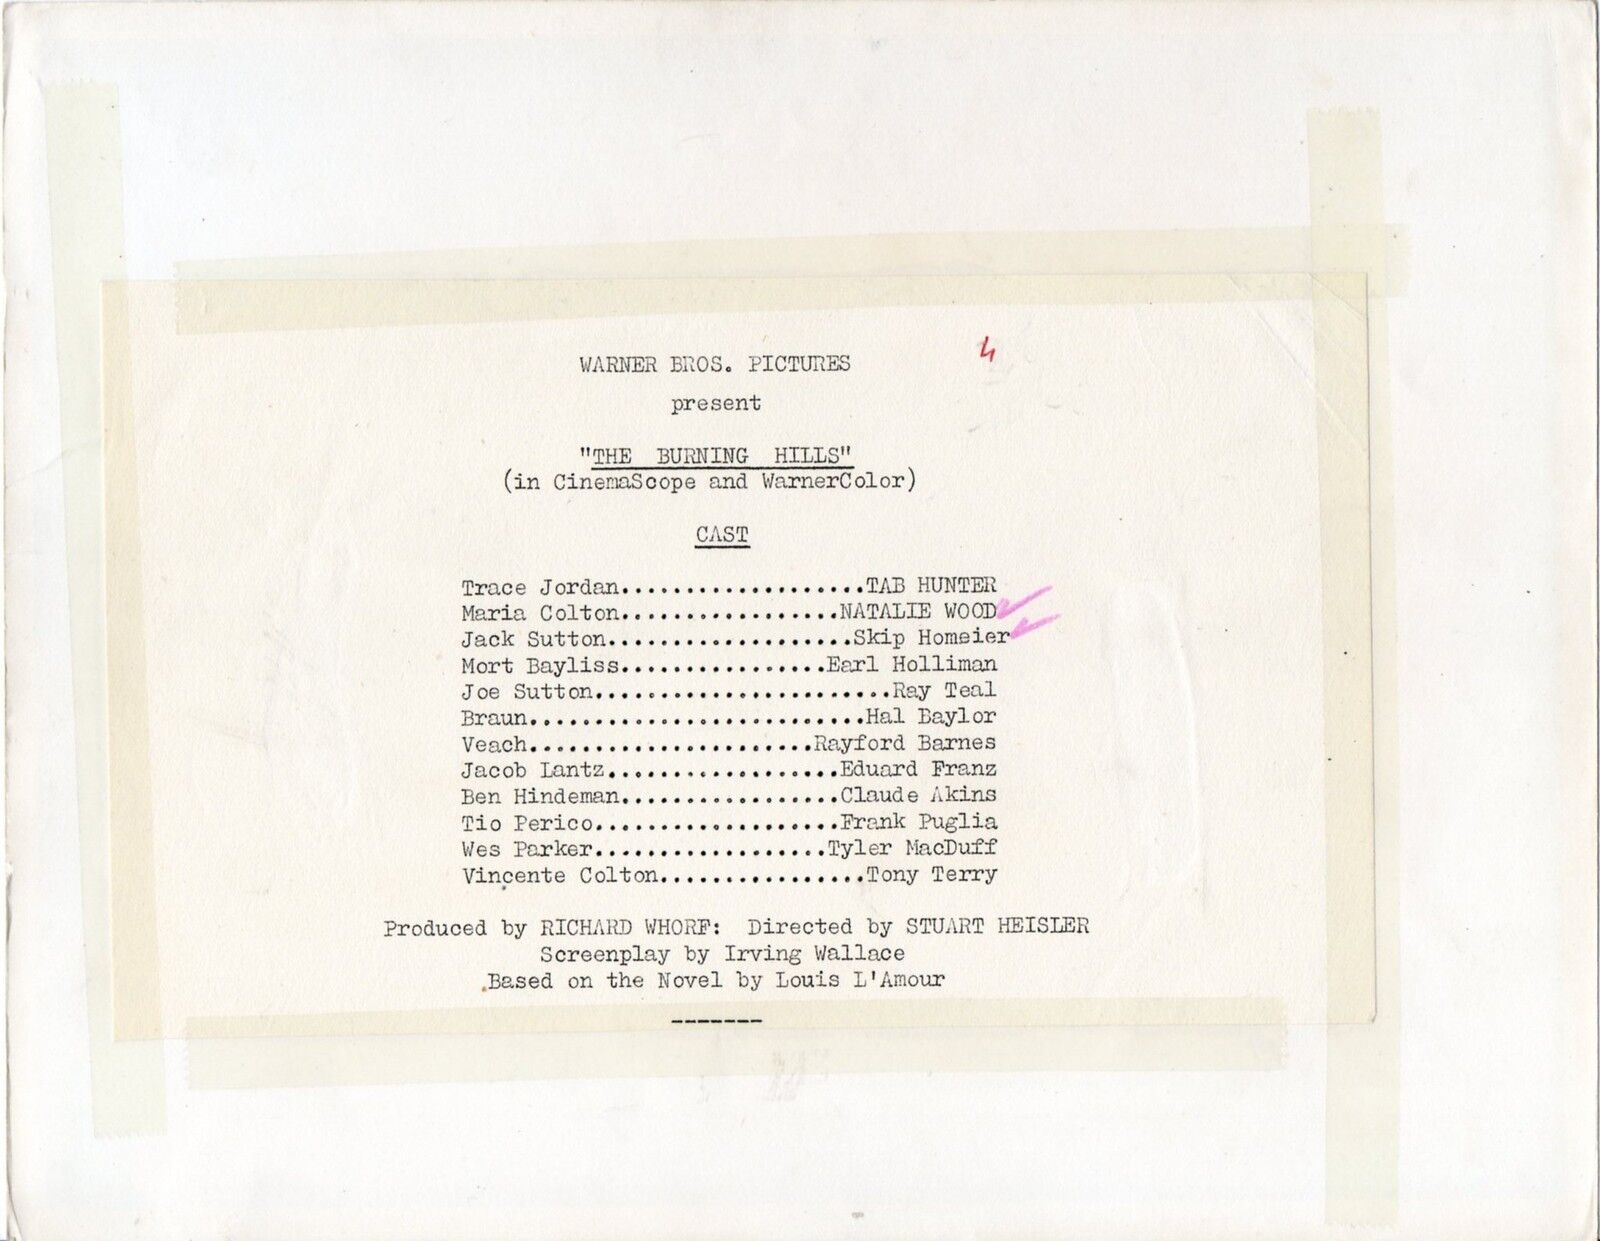 4
WARNER BROS. PICTURES
present
"THE BURNING HILLS"
(in CinemaScope and WarnerColor)
CAST
Trace Jordan...................TAB HUNTER
Maria Colton.................NATALIE WOOD
Jack Sutton...................Skip Homeier
Mort Bayliss................Earl Holliman
Joe Sutton.......................Ray Teal
Braun..........................Hal Baylor
Veach......................Rayford Barnes
Jacob Lantz..................Eduard Franz
Ben Hindeman.................Claude Akins
Tio Perico...................Frank Puglia
Wes Parker..................Tyler MacDuff
Vincente Colton................Tony Terry
Produced by RICHARD WHORF: Directed by STUART HEISLER
Screenplay by Irving Wallace
Based on the Novel by Louis L'Amour
-------